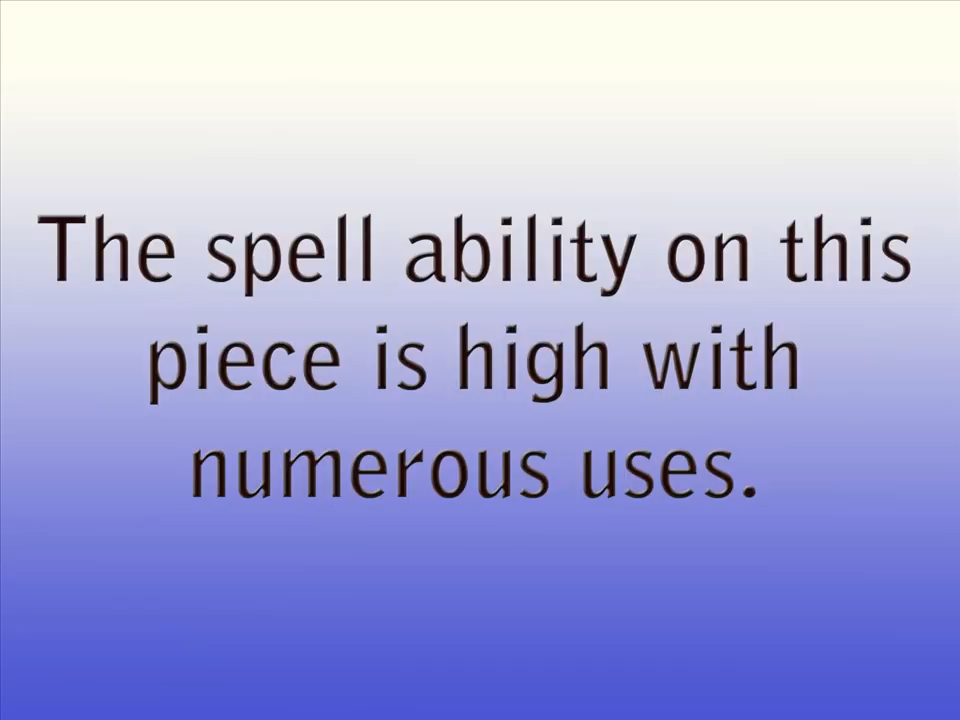 The spell ability on this
piece is high with
numerous uses.